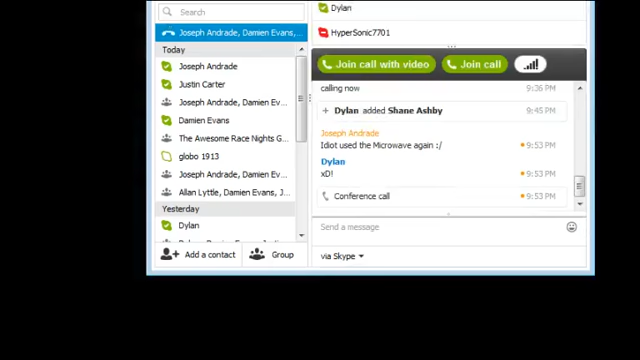 Search
Dylan
Joseph Andrade, Damien Evans,...
HyperSonic7701
Today
Join call with video
Join call
Joseph Andrade
calling now
9:36 PM
Justin Carter
Joseph Andrade, Damien Ev...
Dylan added Shane Ashby
9:45 PM
Damien Evans
Joseph Andrade
The Awesome Race Nights G...
Idiot used the Microwave again :/
9:53 PM
globo 1913
Dylan
Joseph Andrade, Damien Ev...
xD!
9:53 PM
Allan Lyttle, Damien Evans, J...
Conference call
9:53 PM
Yesterday
Dylan
Send a message
Add a contact
Group
via Skype